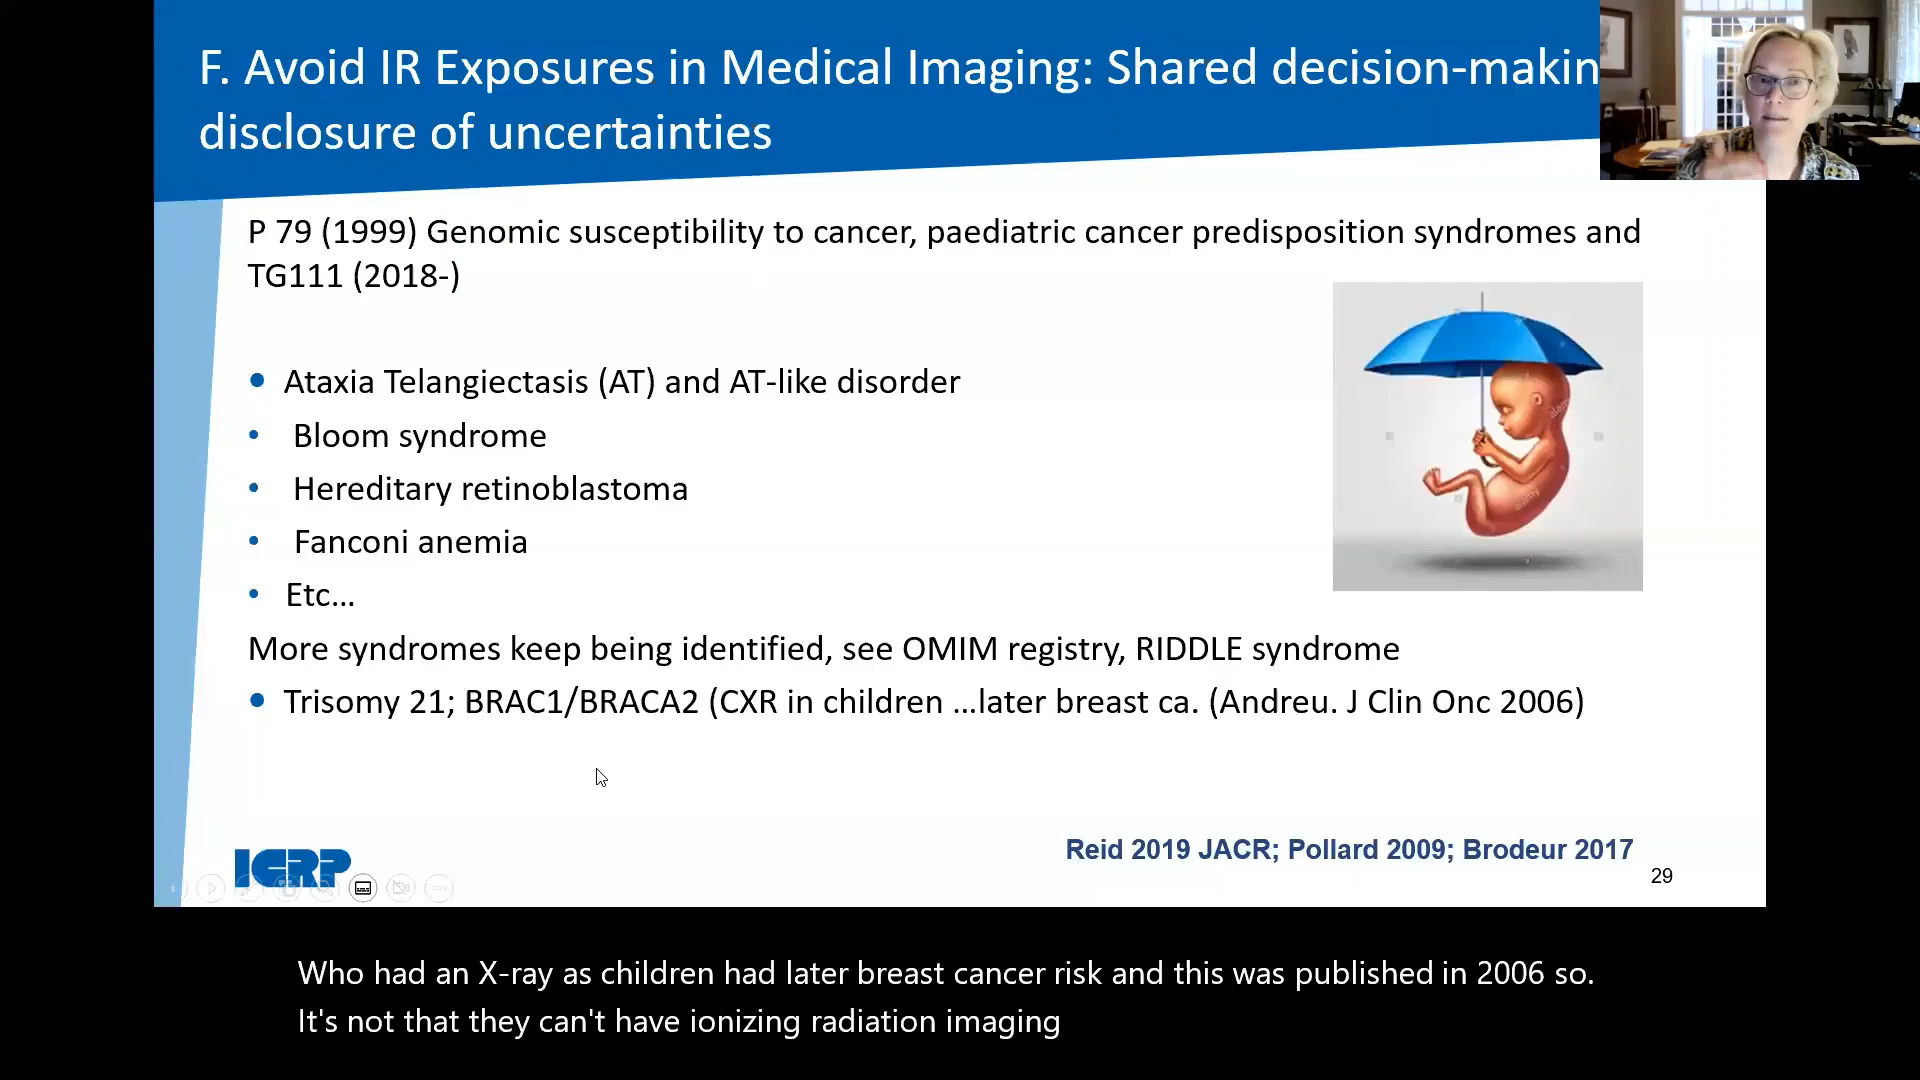 F. Avoid IR Exposures in Medical Imaging: Shared decision-makin
disclosure of uncertainties
P 79 (1999) Genomic susceptibility to cancer, paediatric cancer predisposition syndromes and
TG111 (2018-)
• Ataxia Telangiectasis (AT) and AT-like disorder
• Bloom syndrome
• Hereditary retinoblastoma
• Fanconi anemia
• Etc...
More syndromes keep being identified, see OMIM registry, RIDDLE syndrome
• Trisomy 21; BRAC1/BRACA2 (CXR in children ...later breast ca. (Andreu. J Clin Onc 2006)
Reid 2019 JACR; Pollard 2009; Brodeur 2017
ICRP
29
Who had an X-ray as children had later breast cancer risk and this was published in 2006 so.
It's not that they can't have ionizing radiation imaging